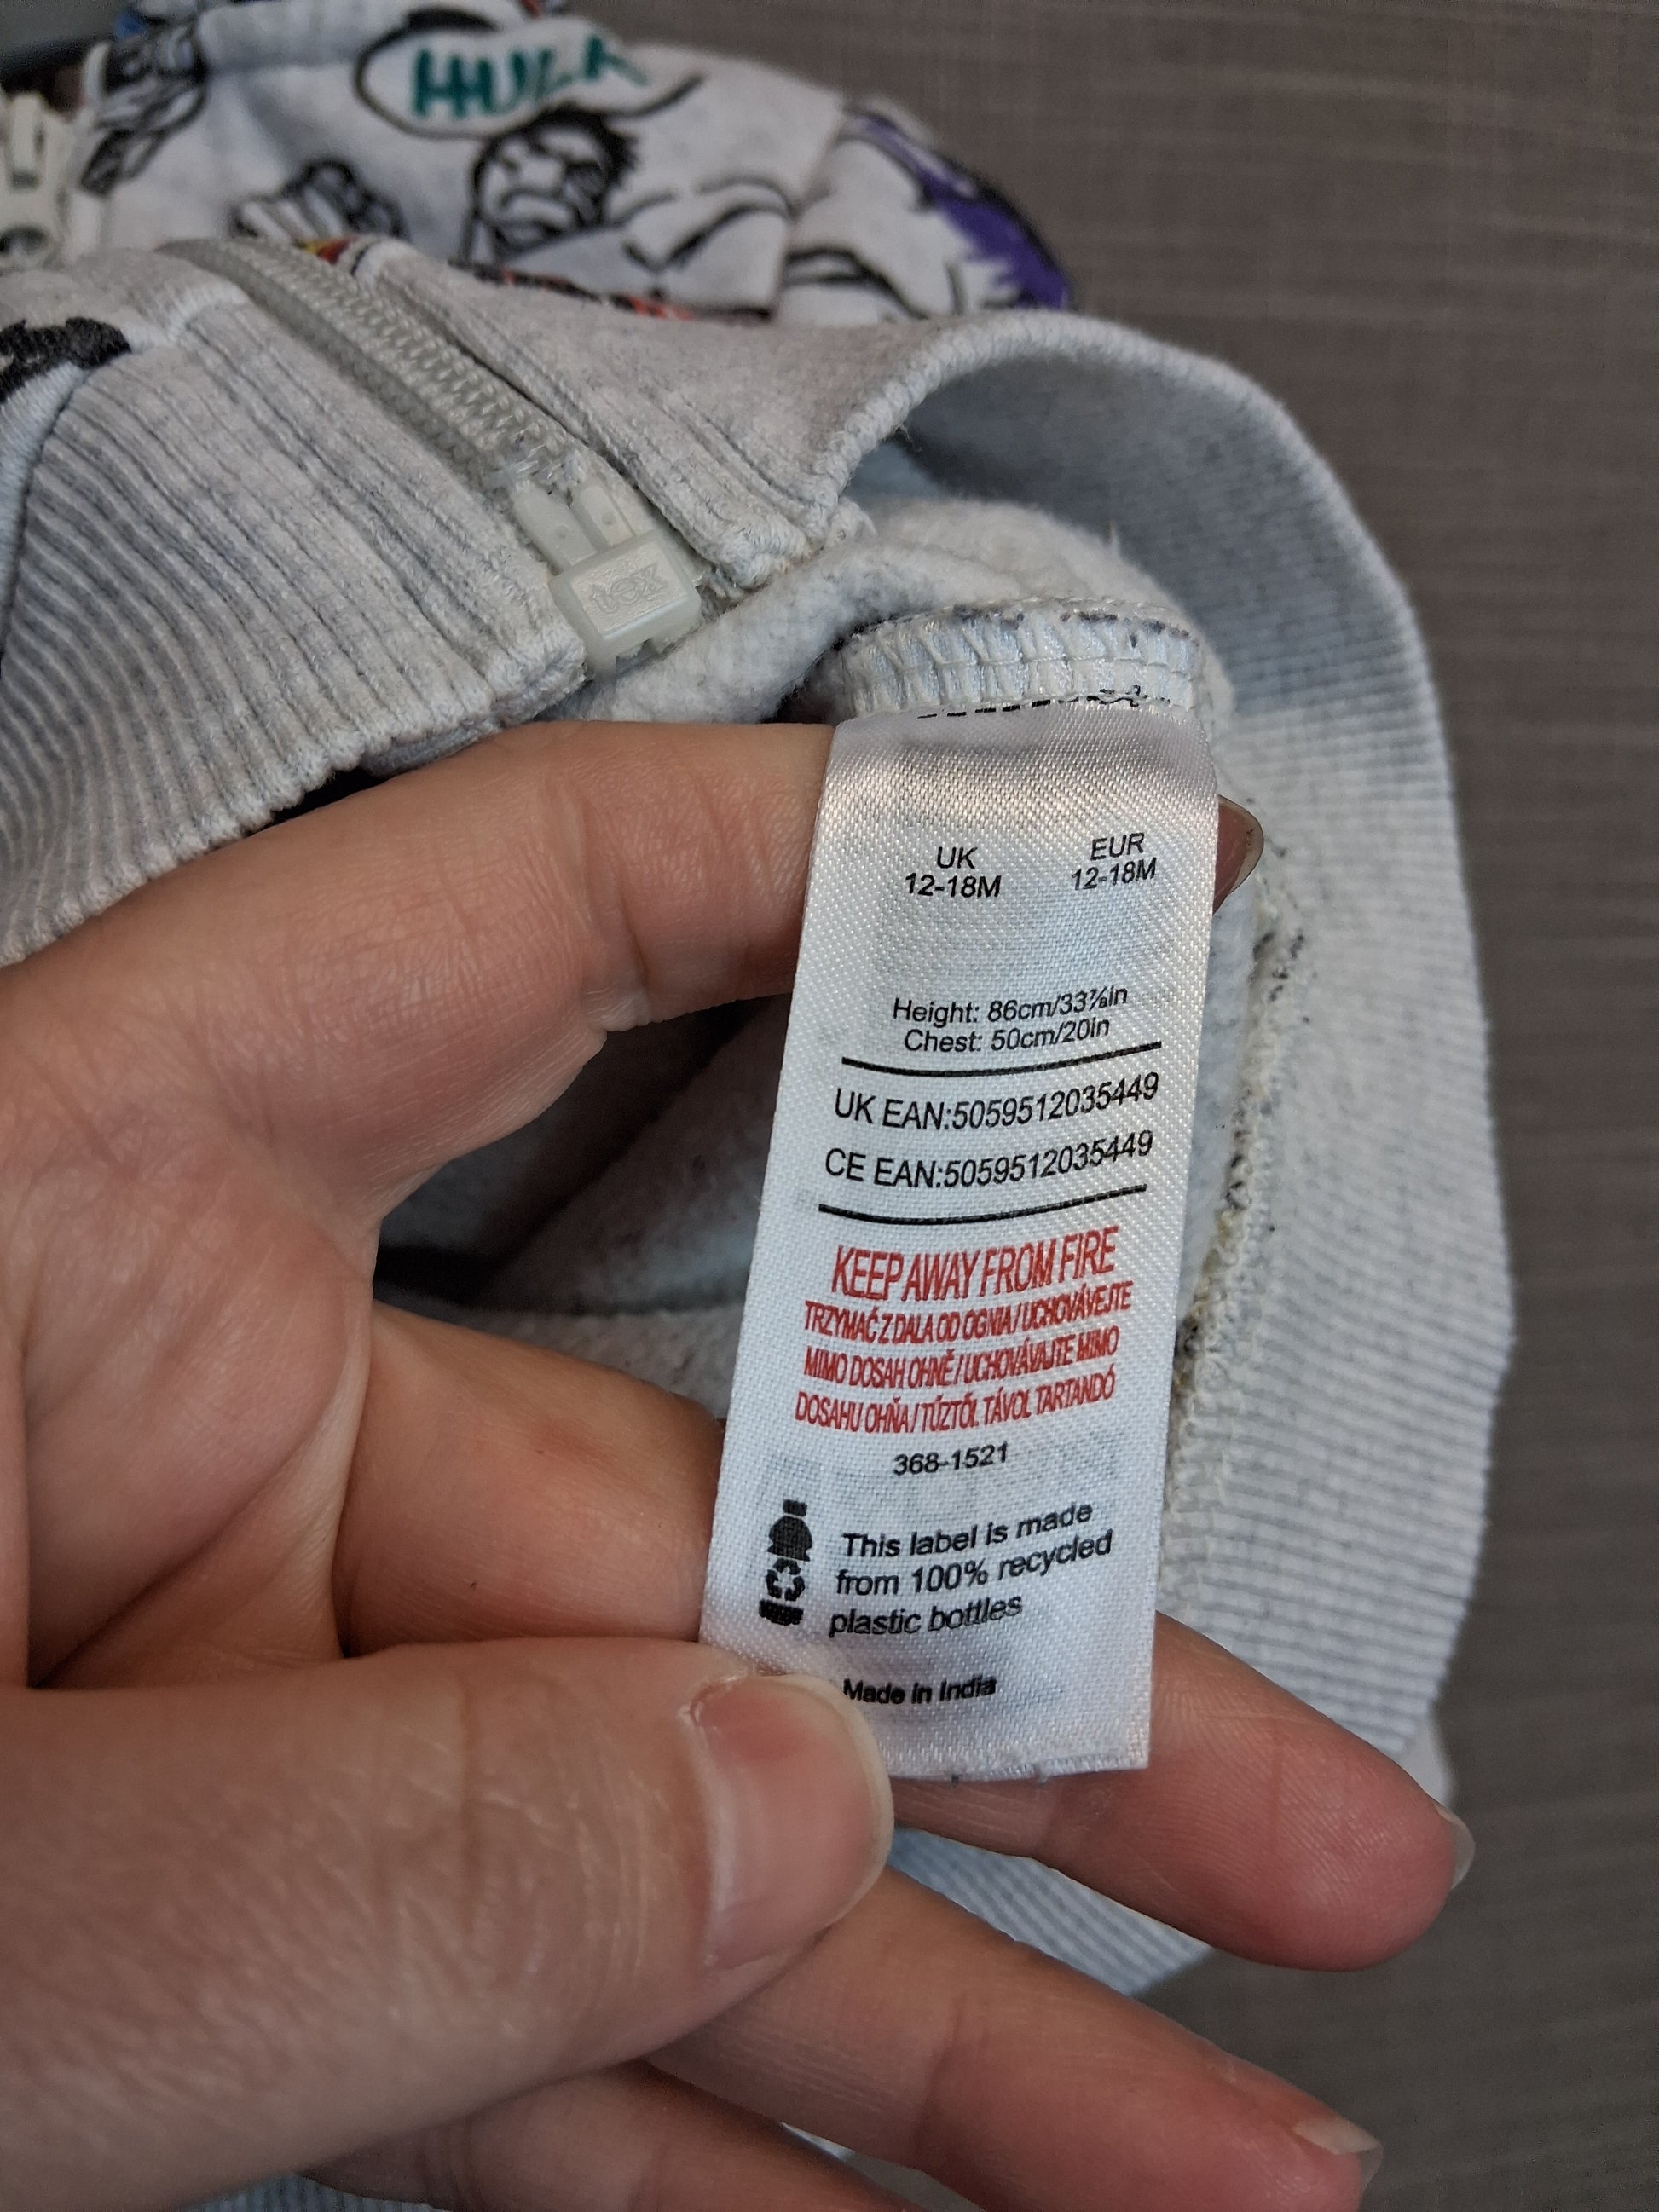 HULK
UK
12-18M
EUR
12-18M
Height: 86cm/33⅞in
Chest: 50cm/20in
UK EAN:5059512035449
CE EAN:5059512035449
KEEP AWAY FROM FIRE
TRZYMAĆ Z DALA OD OGNIA / UCHOVÁVEJTE
MIMO DOSAH OHNĚ / UCHOVÁVAJTE MIMO
DOSAHU OHŇA / TŰZTŐL TÁVOL TARTANDÓ
368-1521
This label is made
from 100% recycled
plastic bottles
Made in India